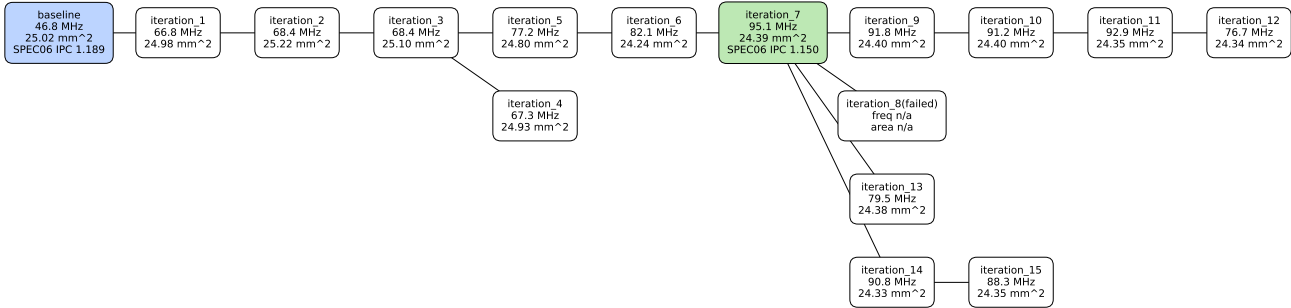 baseline
46.8 MHz
25.02 mm^2
SPEC06 IPC 1.189
iteration_1
66.8 MHz
24.98 mm^2
iteration_2
68.4 MHz
25.22 mm^2
iteration_3
68.4 MHz
25.10 mm^2
iteration_5
77.2 MHz
24.80 mm^2
iteration_6
82.1 MHz
24.24 mm^2
iteration_7
95.1 MHz
24.39 mm^2
SPEC06 IPC 1.150
iteration_9
91.8 MHz
24.40 mm^2
iteration_10
91.2 MHz
24.40 mm^2
iteration_11
92.9 MHz
24.35 mm^2
iteration_12
76.7 MHz
24.34 mm^2
iteration_4
67.3 MHz
24.93 mm^2
iteration_8(failed)
freq n/a
area n/a
iteration_13
79.5 MHz
24.38 mm^2
iteration_14
90.8 MHz
24.33 mm^2
iteration_15
88.3 MHz
24.35 mm^2